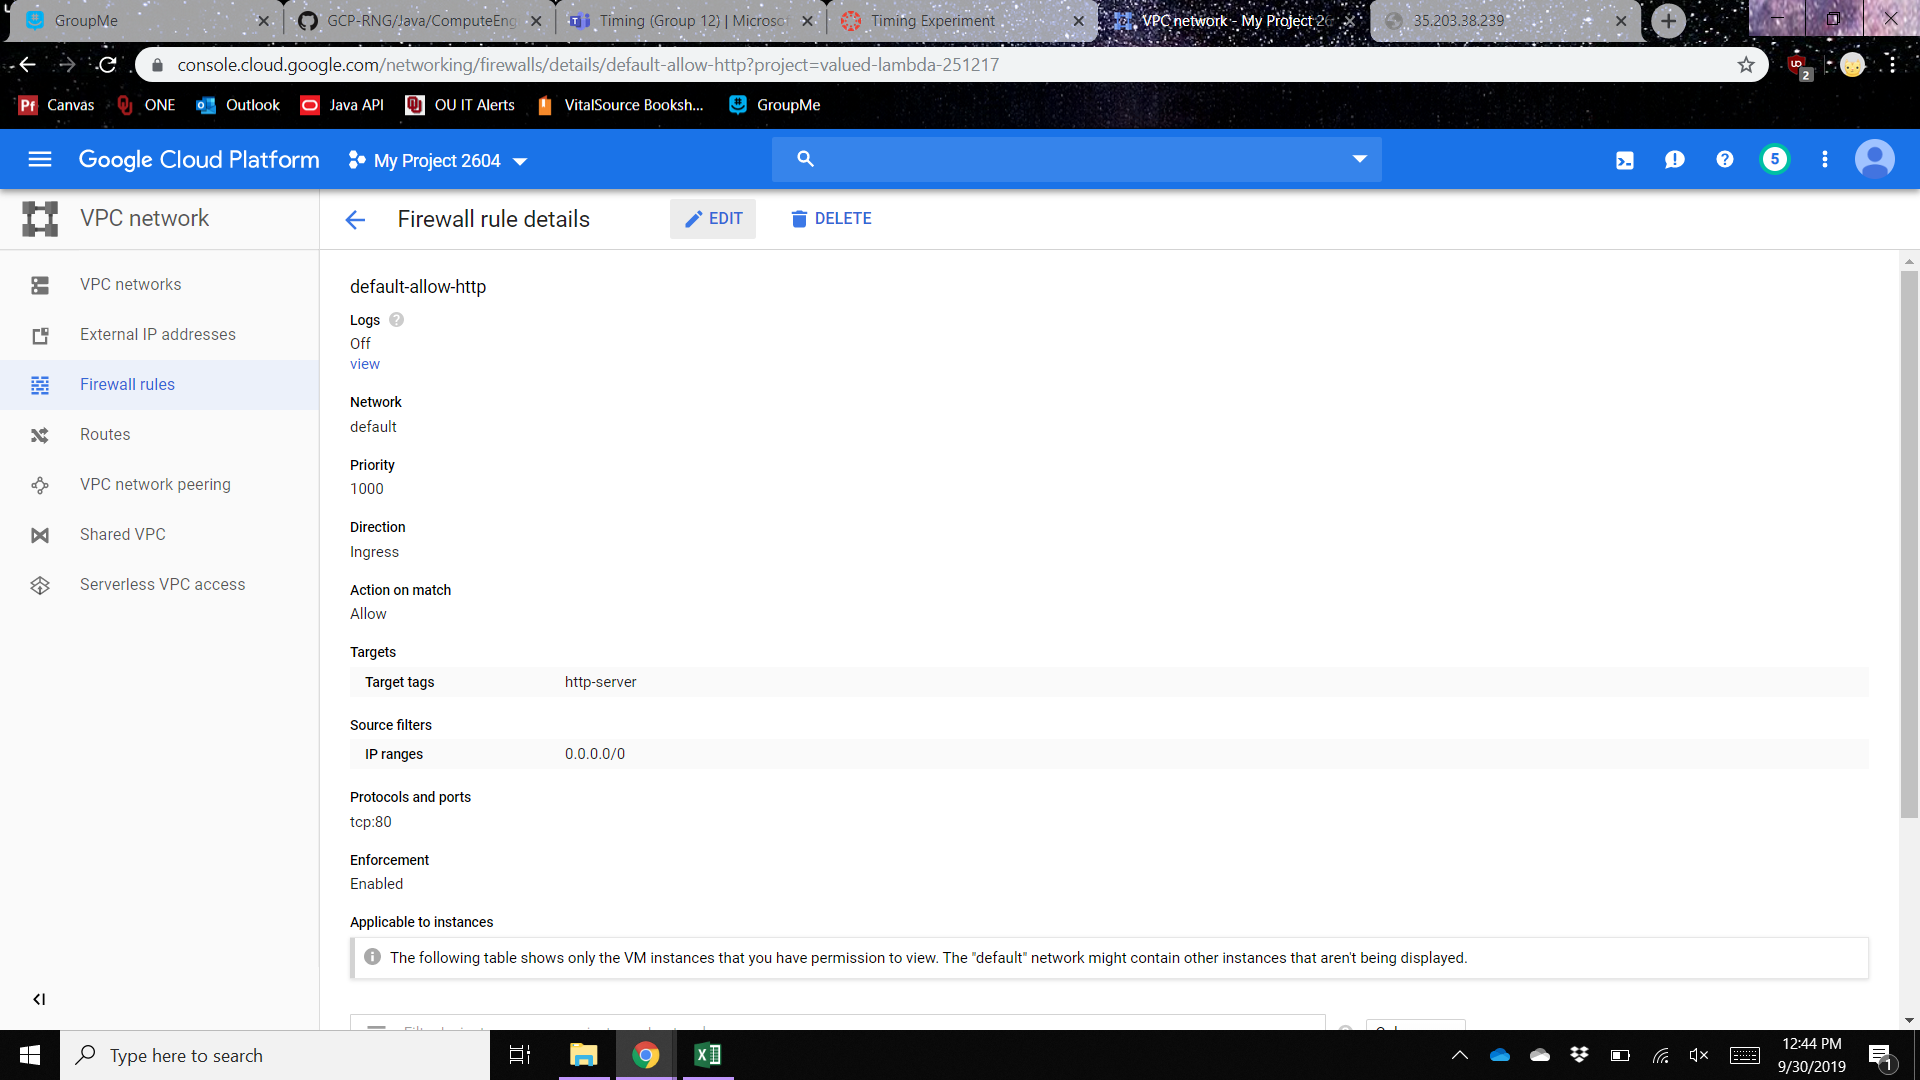 GroupMe
GCP-RNG/Java/ComputeEng
Timing (Group 12) | Microsof
Timing Experiment
VPC network - My Project 26
35.203.38.239
console.cloud.google.com/networking/firewalls/details/default-allow-http?project=valued-lambda-251217
2
Canvas
ONE
Outlook
Java API
OU IT Alerts
VitalSource Booksh...
GroupMe
Google Cloud Platform
My Project 2604
5
VPC network
Firewall rule details
EDIT
DELETE
VPC networks
External IP addresses
Firewall rules
Routes
VPC network peering
Shared VPC
Serverless VPC access
default-allow-http
Logs
Off
view
Network
default
Priority
1000
Direction
Ingress
Action on match
Allow
Targets
Target tags http-server
Source filters
IP ranges 0.0.0.0/0
Protocols and ports
tcp:80
Enforcement
Enabled
Applicable to instances
The following table shows only the VM instances that you have permission to view. The "default" network might contain other instances that aren't being displayed.
Type here to search
12:44 PM
9/30/2019
1